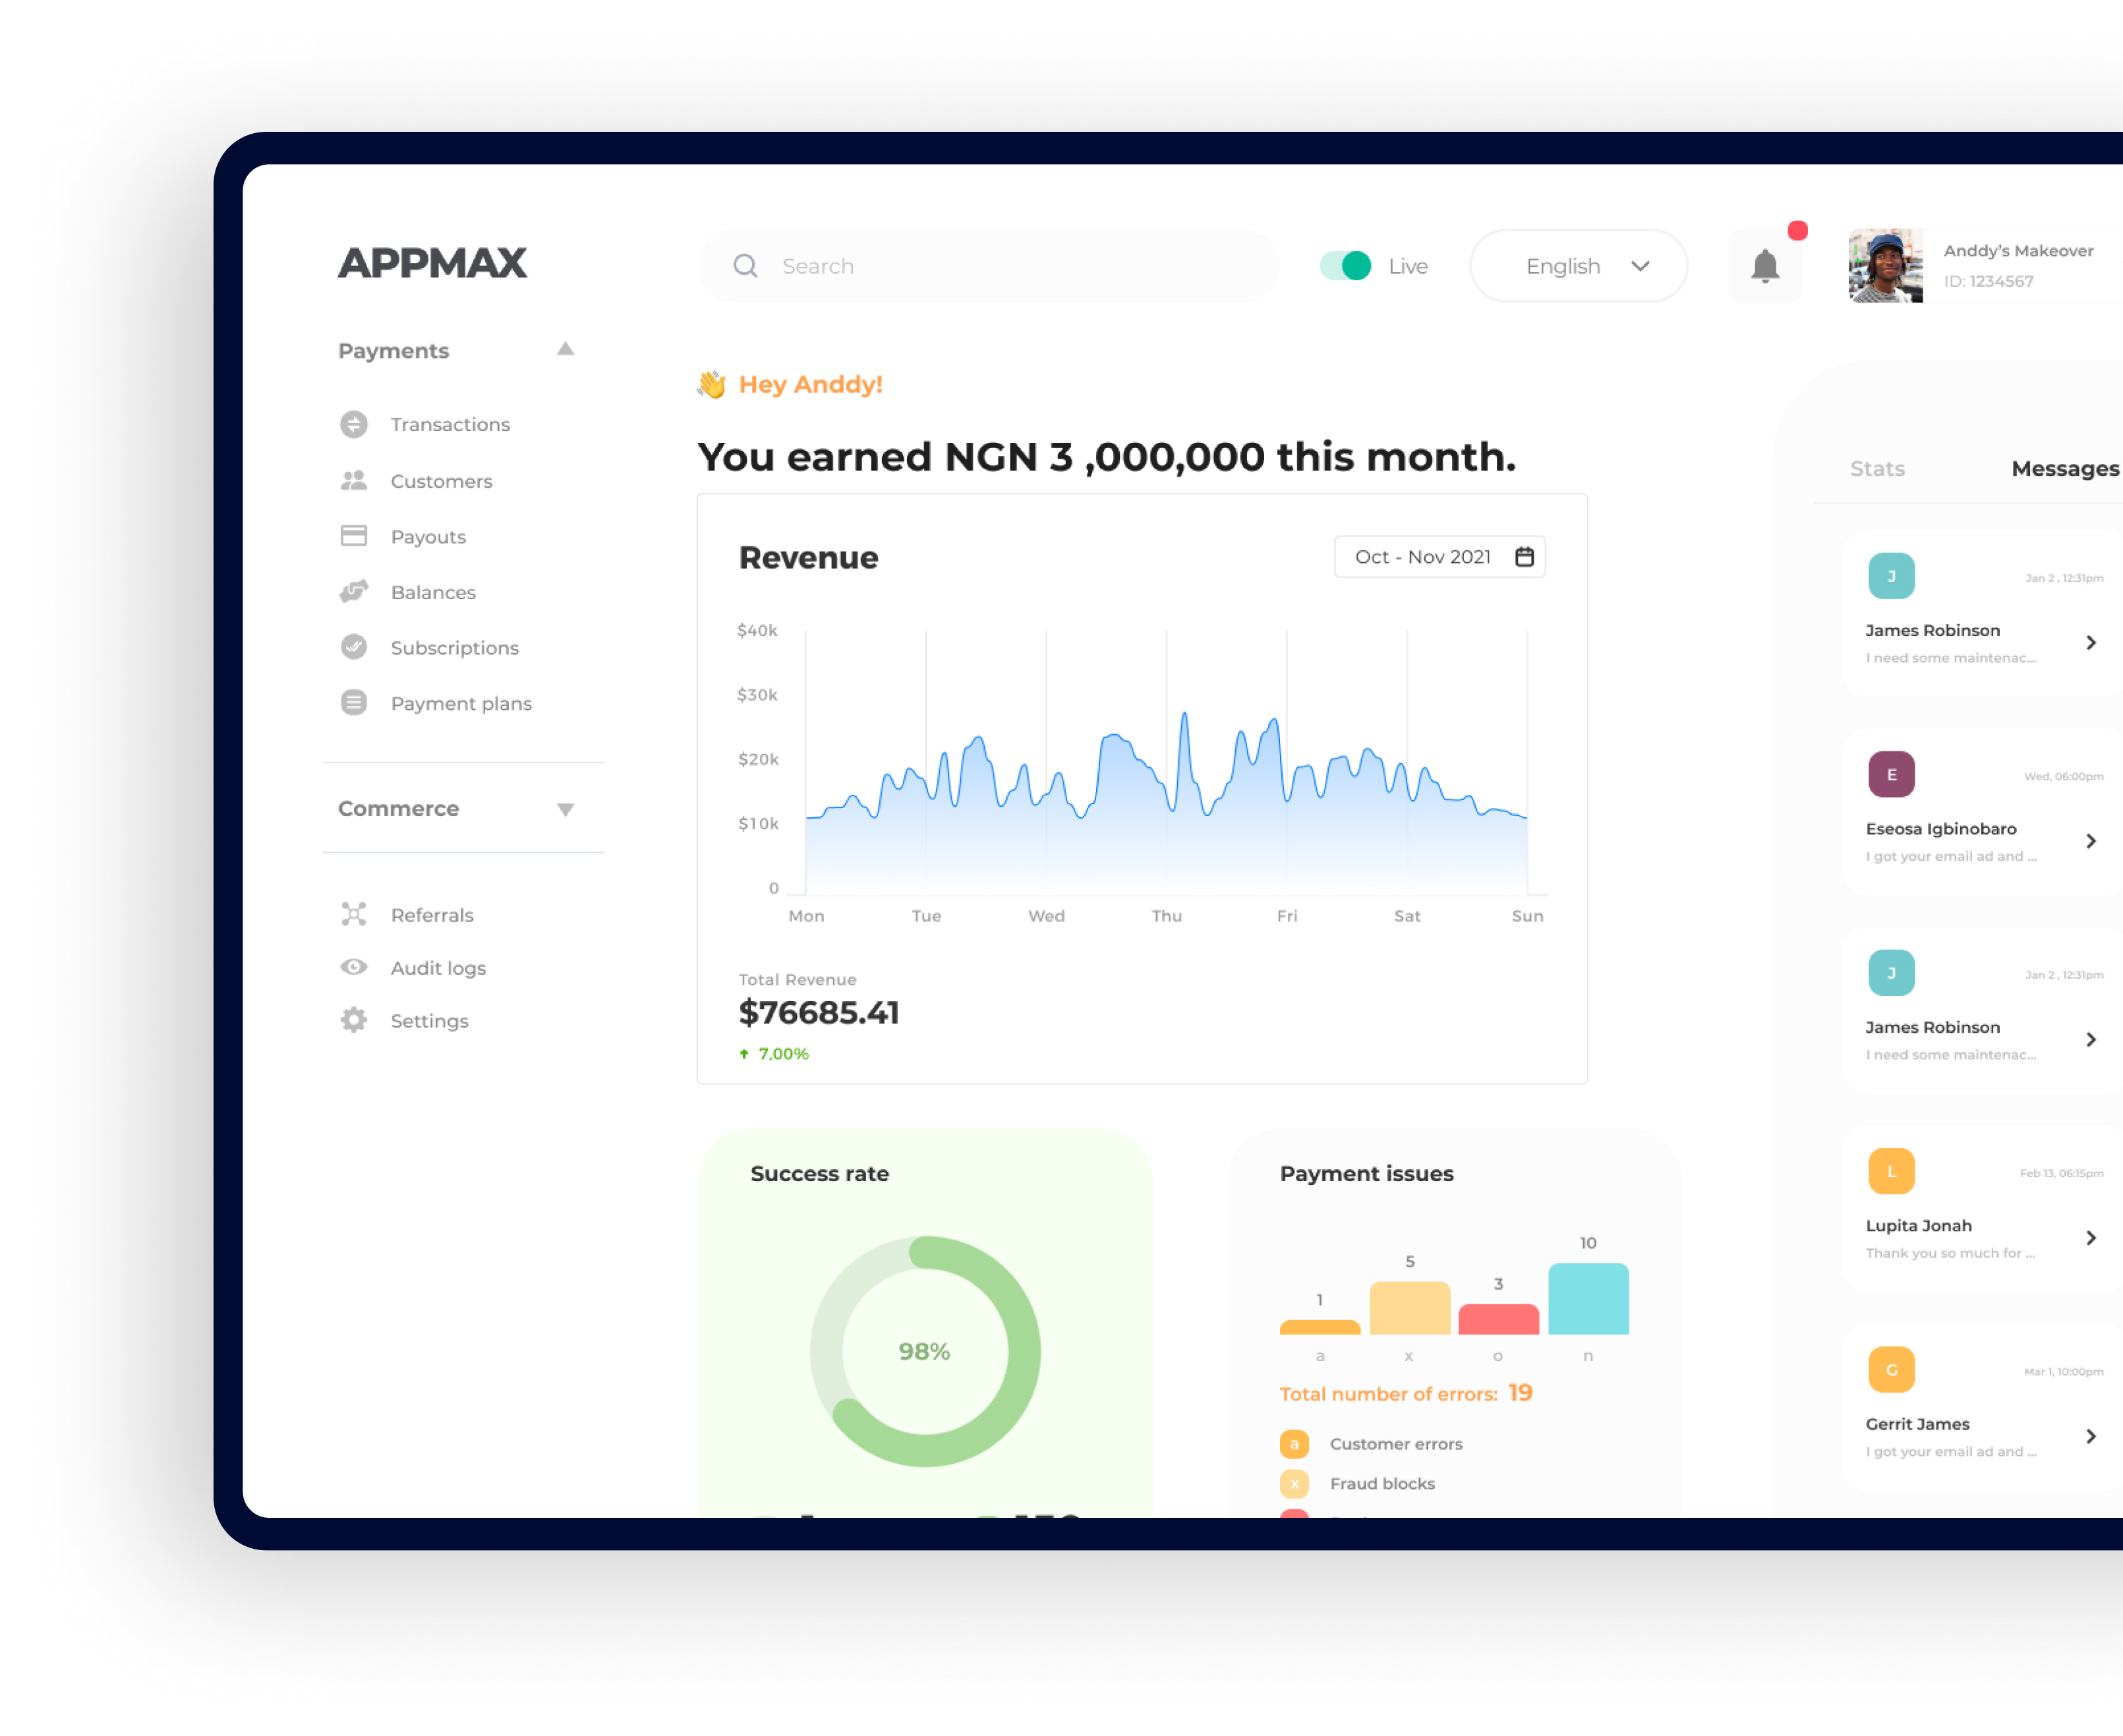 APPMAX
Search
Live
English
Anddy's Makeover
ID: 1234567
Payments
Transactions
Customers
Payouts
Balances
Subscriptions
Payment plans
Commerce
Referrals
Audit logs
Settings
Hey Anddy!
You earned NGN 3 ,000,000 this month.
Revenue
Oct - Nov 2021
$40k
$30k
$20k
$10k
0
Mon Tue Wed Thu Fri Sat Sun
Total Revenue
$76685.41
7,00%
Success rate
98%
Payment issues
1 5 3 10
a x o n
Total number of errors: 19
a Customer errors
x Fraud blocks
Stats Messages
J Jan 2 , 12:31pm
James Robinson
I need some maintenac...
E Wed, 06:00pm
Eseosa Igbinobaro
I got your email ad and ...
J Jan 2 , 12:31pm
James Robinson
I need some maintenac...
L Feb 13, 06:15pm
Lupita Jonah
Thank you so much for ...
G Mar 1, 10:00pm
Gerrit James
I got your email ad and ...